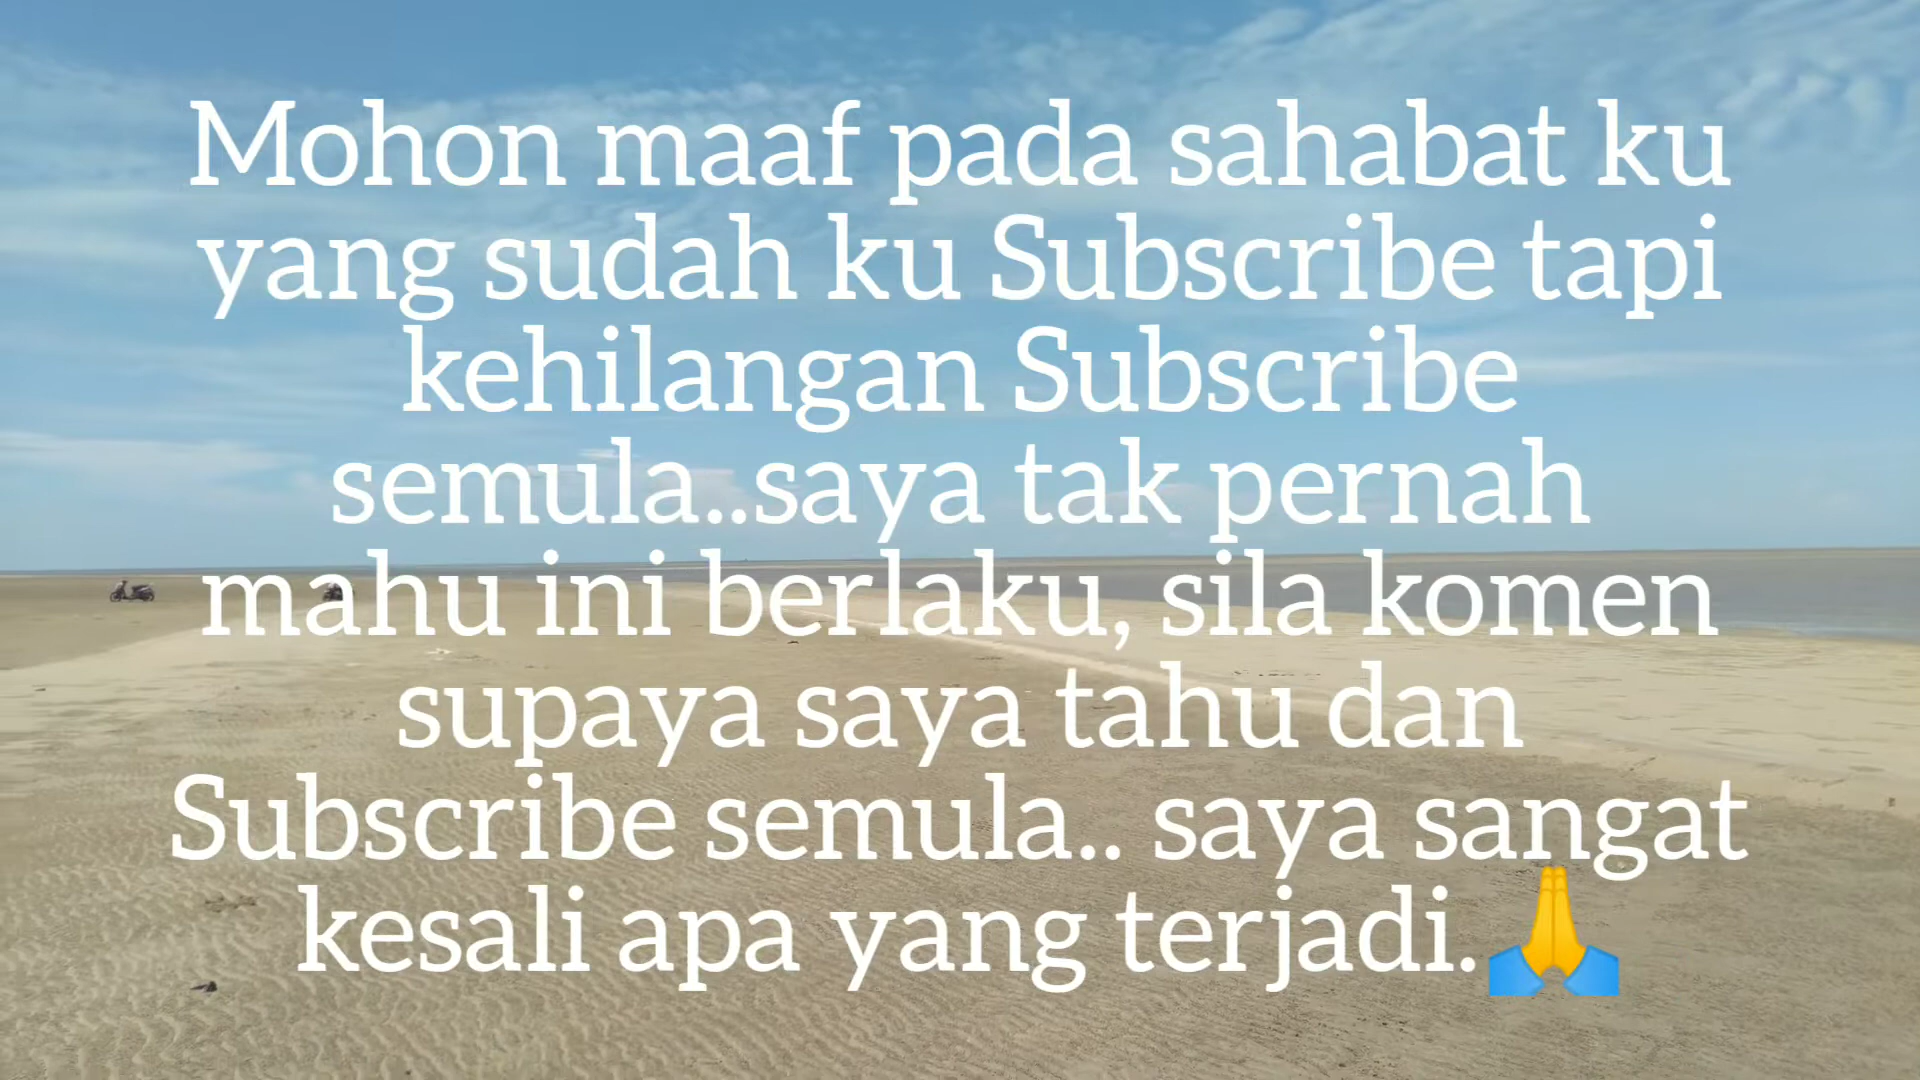 Mohon maaf pada sahabat ku
yang sudah ku Subscribe tapi
kehilangan Subscribe
semula..saya tak pernah
mahu ini berlaku, sila komen
supaya saya tahu dan
Subscribe semula.. saya sangat
kesali apa yang terjadi.🙏